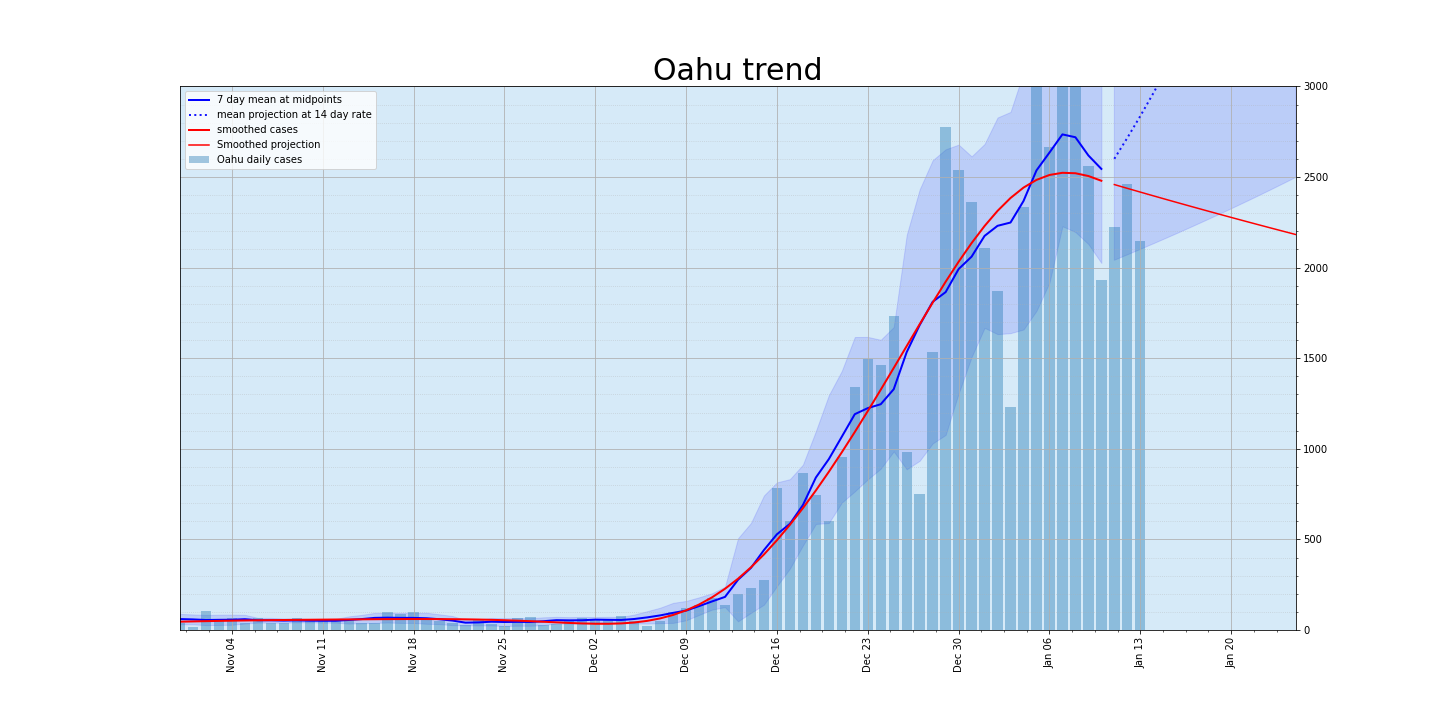 Oahu trend
7 day mean at midpoints
mean projection at 14 day rate
smoothed cases
Smoothed projection
Oahu daily cases
3000
2500
2000
1500
1000
500
0
Nov 04
Nov 11
Nov 18
Nov 25
Dec 02
Dec 09
Dec 16
Dec 23
Dec 30
Jan 06
Jan 13
Jan 20